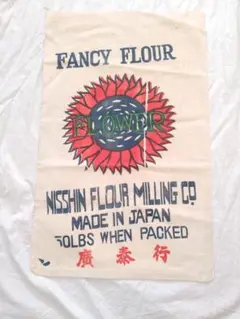 FANCY FLOUR
FLOWER
NISSHIN FLOUR MILLING CO
MADE IN JAPAN
50LBS WHEN PACKED
廣泰行